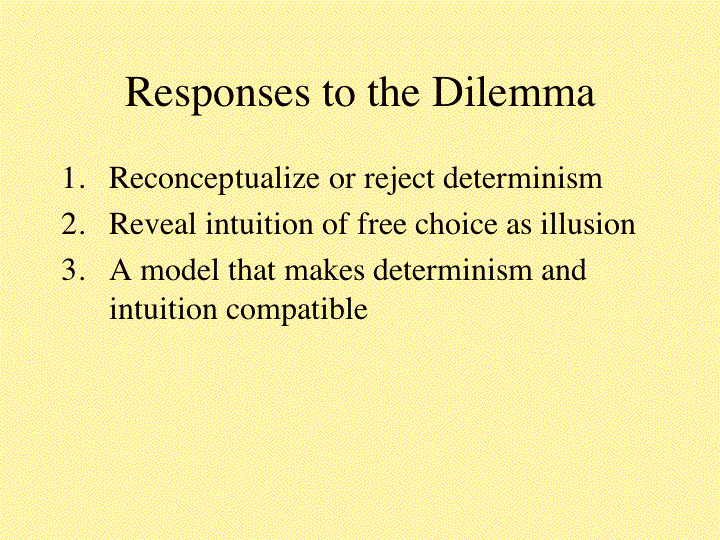 Responses to the Dilemma
1. Reconceptualize or reject determinism
2. Reveal intuition of free choice as illusion
3. A model that makes determinism and
intuition compatible